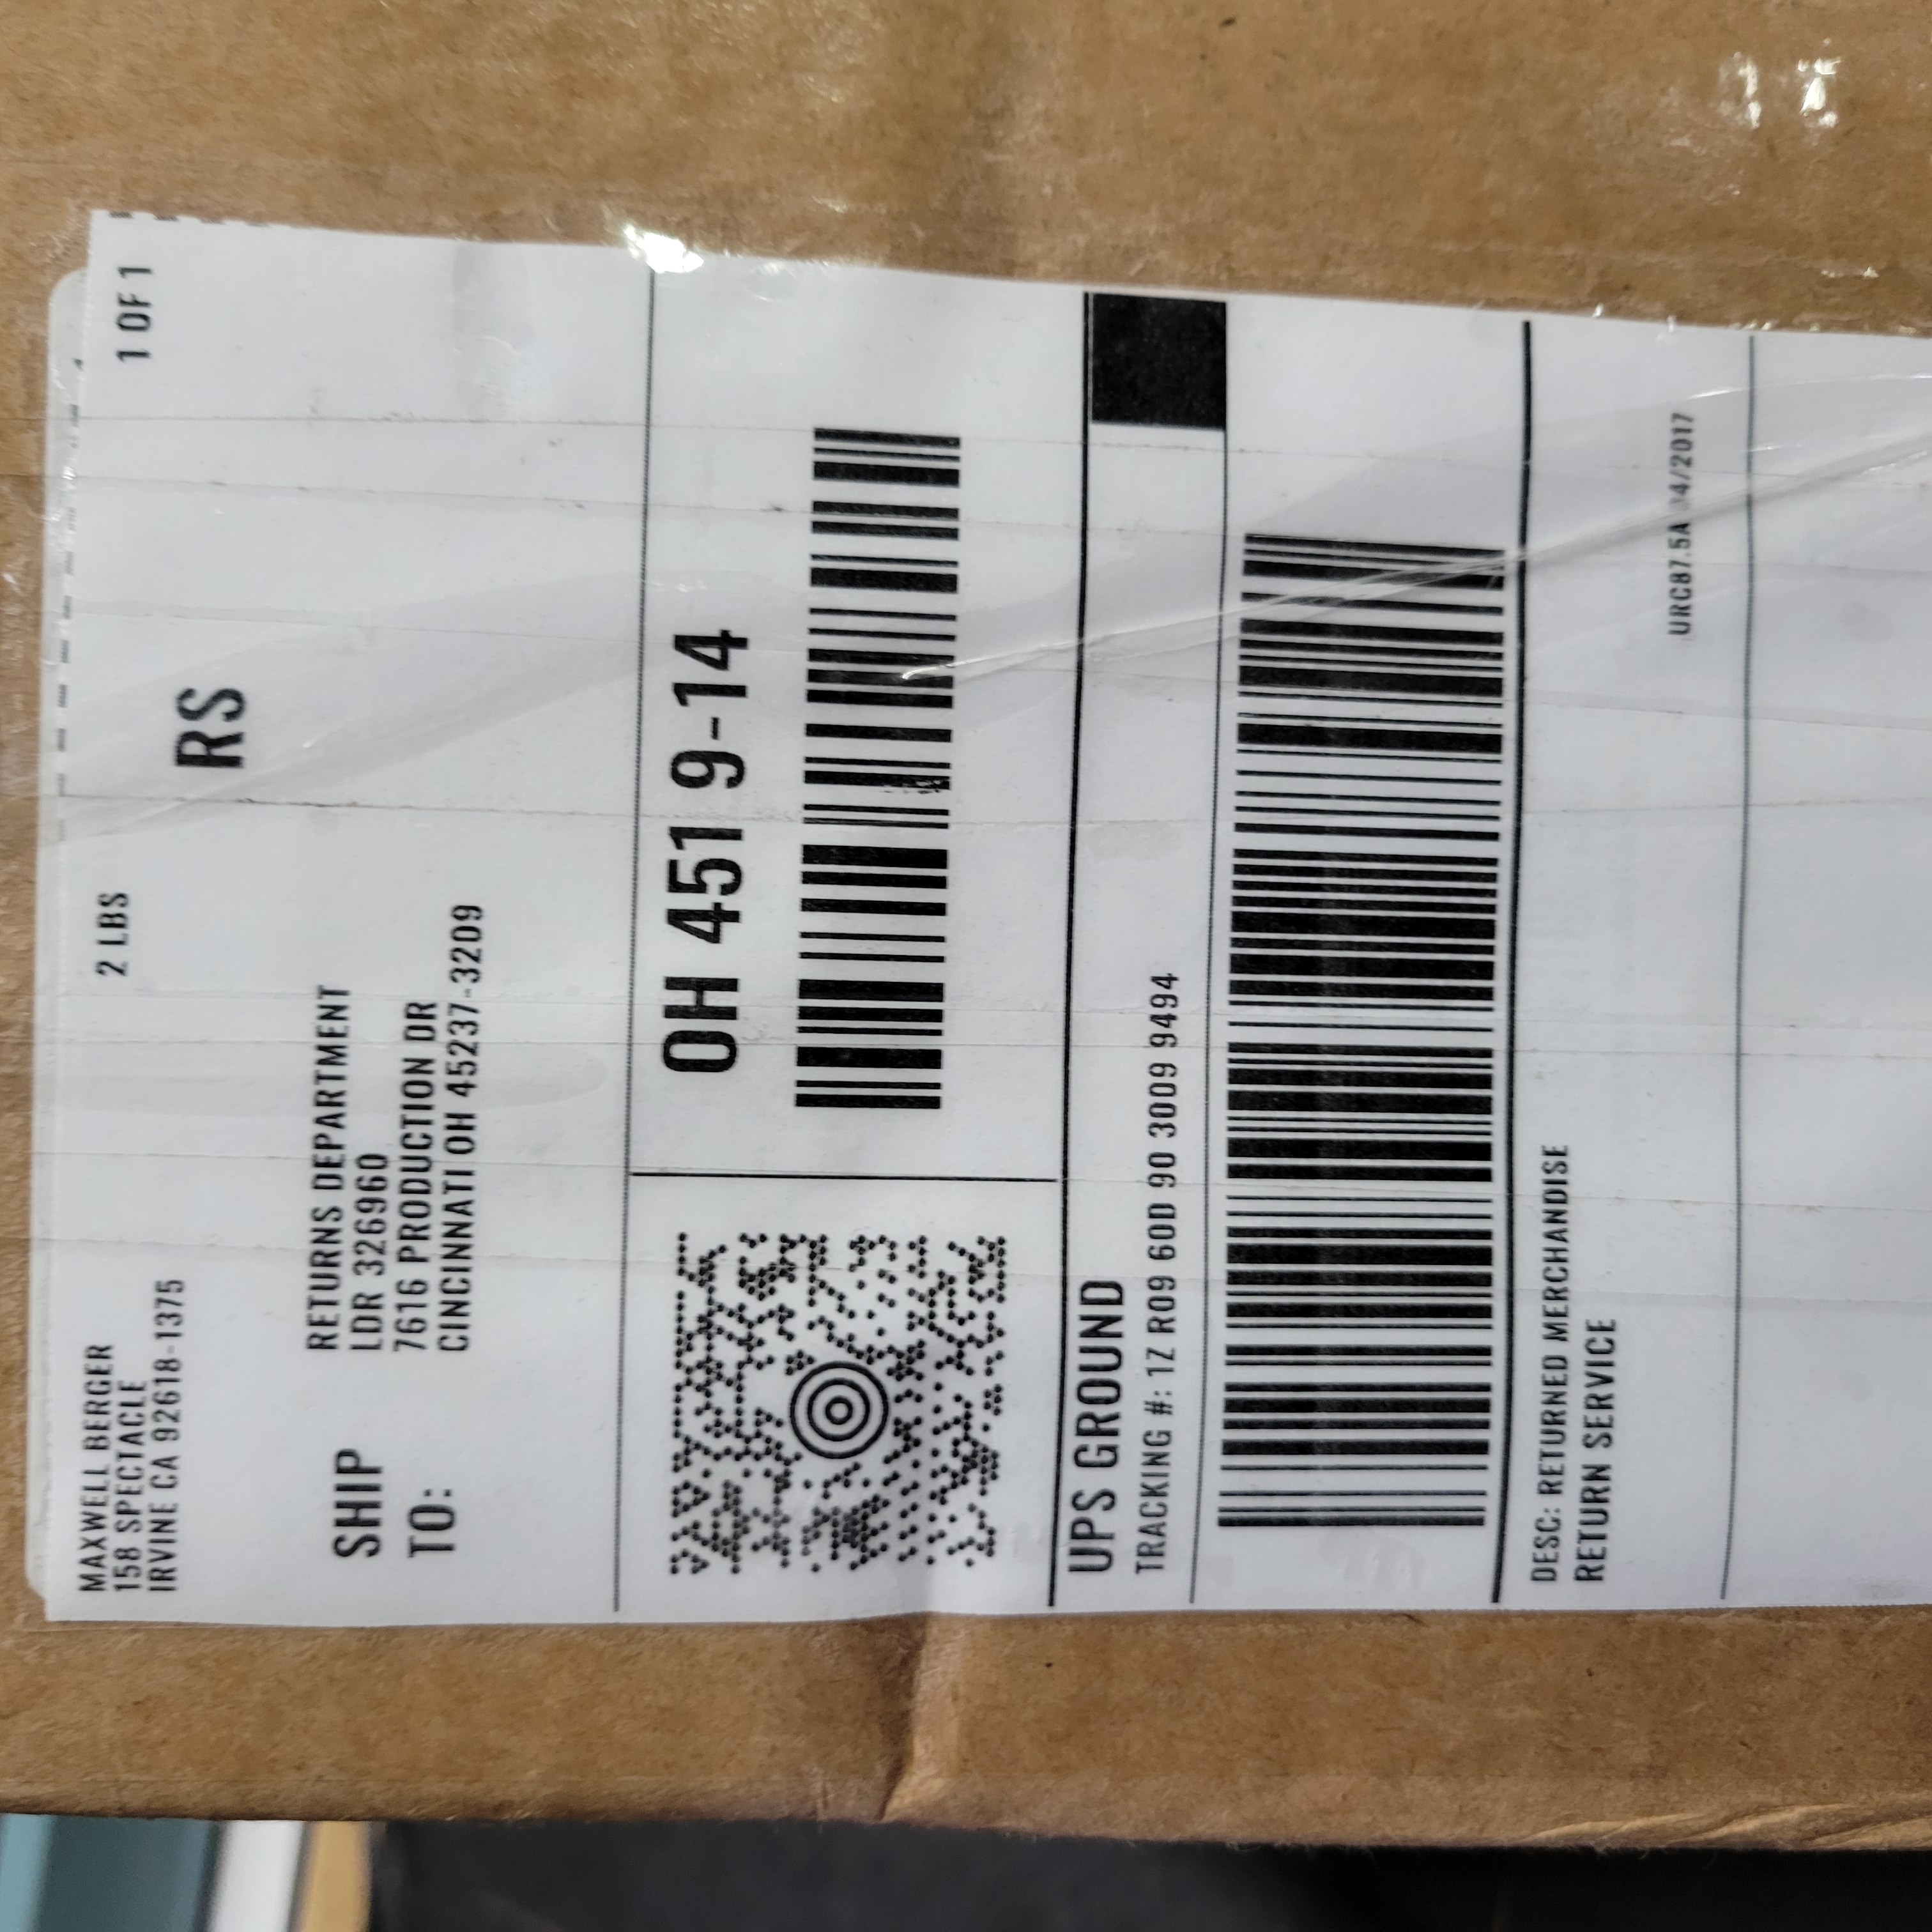 MAXWELL BERGER
158 SPECTACLE
IRVINE CA 92618-1375
2 LBS
1 OF 1
RS
SHIP
TO:
RETURNS DEPARTMENT
LDR 326960
7616 PRODUCTION DR
CINCINNATI OH 45237-3209
OH 451 9-14
UPS GROUND
TRACKING #: 1Z R09 60D 90 3009 9494
DESC: RETURNED MERCHANDISE
RETURN SERVICE
URC87.5A 04/2017